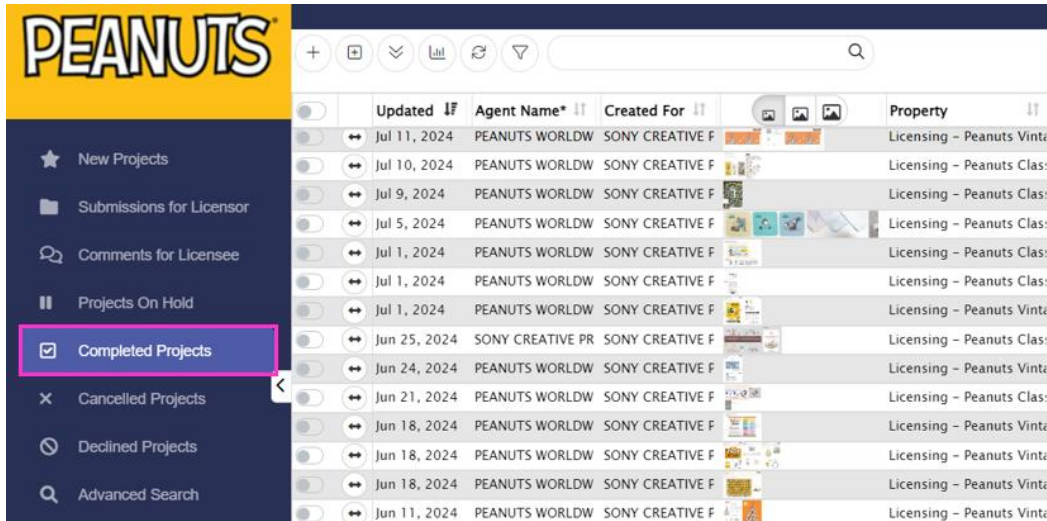 PEANUTS
New Projects
Submissions for Licensor
Comments for Licensee
Projects On Hold
Completed Projects
Cancelled Projects
Declined Projects
Advanced Search
Updated Agent Name* Created For Property
Jul 11, 2024 PEANUTS WORLDW SONY CREATIVE P Licensing – Peanuts Vinta
Jul 10, 2024 PEANUTS WORLDW SONY CREATIVE P Licensing – Peanuts Clas
Jul 9, 2024 PEANUTS WORLDW SONY CREATIVE P Licensing – Peanuts Clas
Jul 5, 2024 PEANUTS WORLDW SONY CREATIVE P Licensing – Peanuts Clas
Jul 1, 2024 PEANUTS WORLDW SONY CREATIVE P Licensing – Peanuts Clas
Jul 1, 2024 PEANUTS WORLDW SONY CREATIVE P Licensing – Peanuts Clas
Jul 1, 2024 PEANUTS WORLDW SONY CREATIVE P Licensing – Peanuts Vinta
Jun 25, 2024 SONY CREATIVE PR SONY CREATIVE P Licensing – Peanuts Clas
Jun 24, 2024 PEANUTS WORLDW SONY CREATIVE P Licensing – Peanuts Vinta
Jun 21, 2024 PEANUTS WORLDW SONY CREATIVE P Licensing – Peanuts Clas
Jun 18, 2024 PEANUTS WORLDW SONY CREATIVE P Licensing – Peanuts Vinta
Jun 18, 2024 PEANUTS WORLDW SONY CREATIVE P Licensing – Peanuts Vinta
Jun 18, 2024 PEANUTS WORLDW SONY CREATIVE P Licensing – Peanuts Vinta
Jun 11, 2024 PEANUTS WORLDW SONY CREATIVE P Licensing – Peanuts Vinta